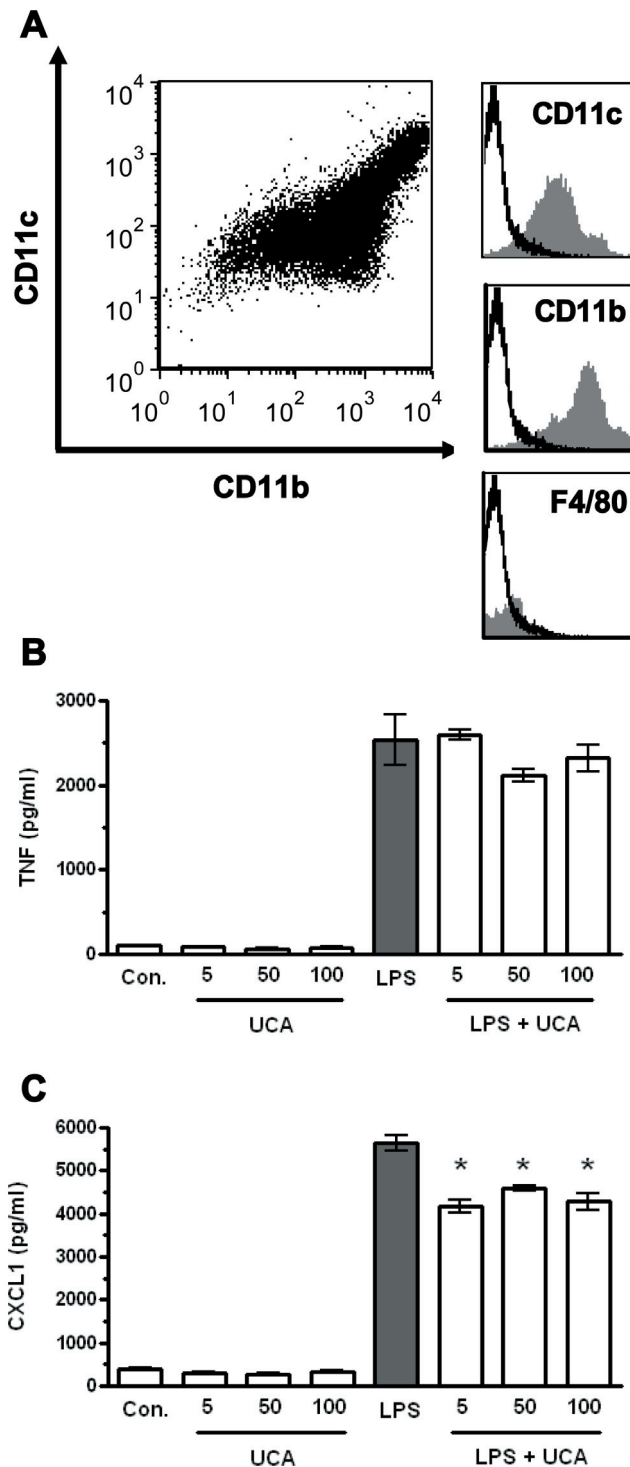 A
CD11c
10^4
10^3
10^2
10^1
10^0
10^0 10^1 10^2 10^3 10^4
CD11b
CD11c
CD11b
F4/80
B
TNF (pg/ml)
3000
2000
1000
0
Con. 5 50 100 LPS 5 50 100
UCA LPS + UCA
C
CXCL1 (pg/ml)
6000
5000
4000
3000
2000
1000
0
* * *
Con. 5 50 100 LPS 5 50 100
UCA LPS + UCA